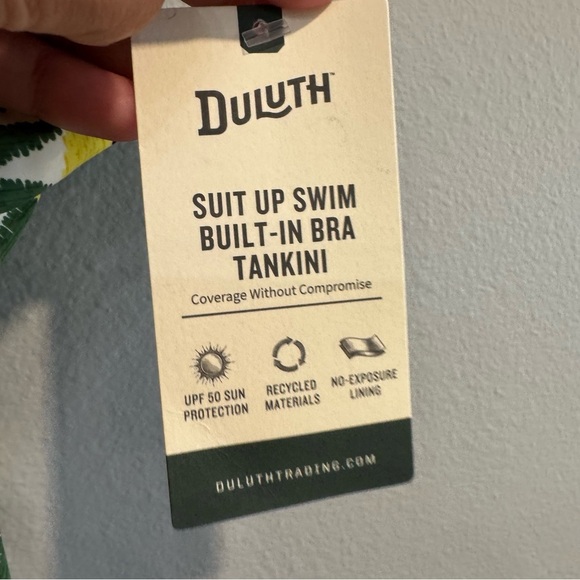 DULUTH™
SUIT UP SWIM
BUILT-IN BRA
TANKINI
Coverage Without Compromise
UPF 50 SUN
PROTECTION
RECYCLED
MATERIALS
NO-EXPOSURE
LINING
DULUTHTRADING.COM